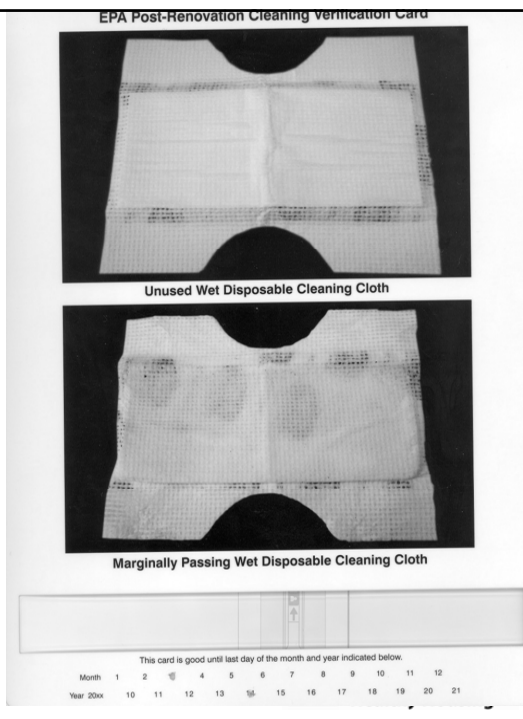 EPA Post-Renovation Cleaning Verification Card
Unused Wet Disposable Cleaning Cloth
Marginally Passing Wet Disposable Cleaning Cloth
This card is good until last day of the month and year indicated below.
Month 1 2 4 5 6 7 8 9 10 11 12
Year 20xx 10 11 12 13 15 16 17 18 19 20 21